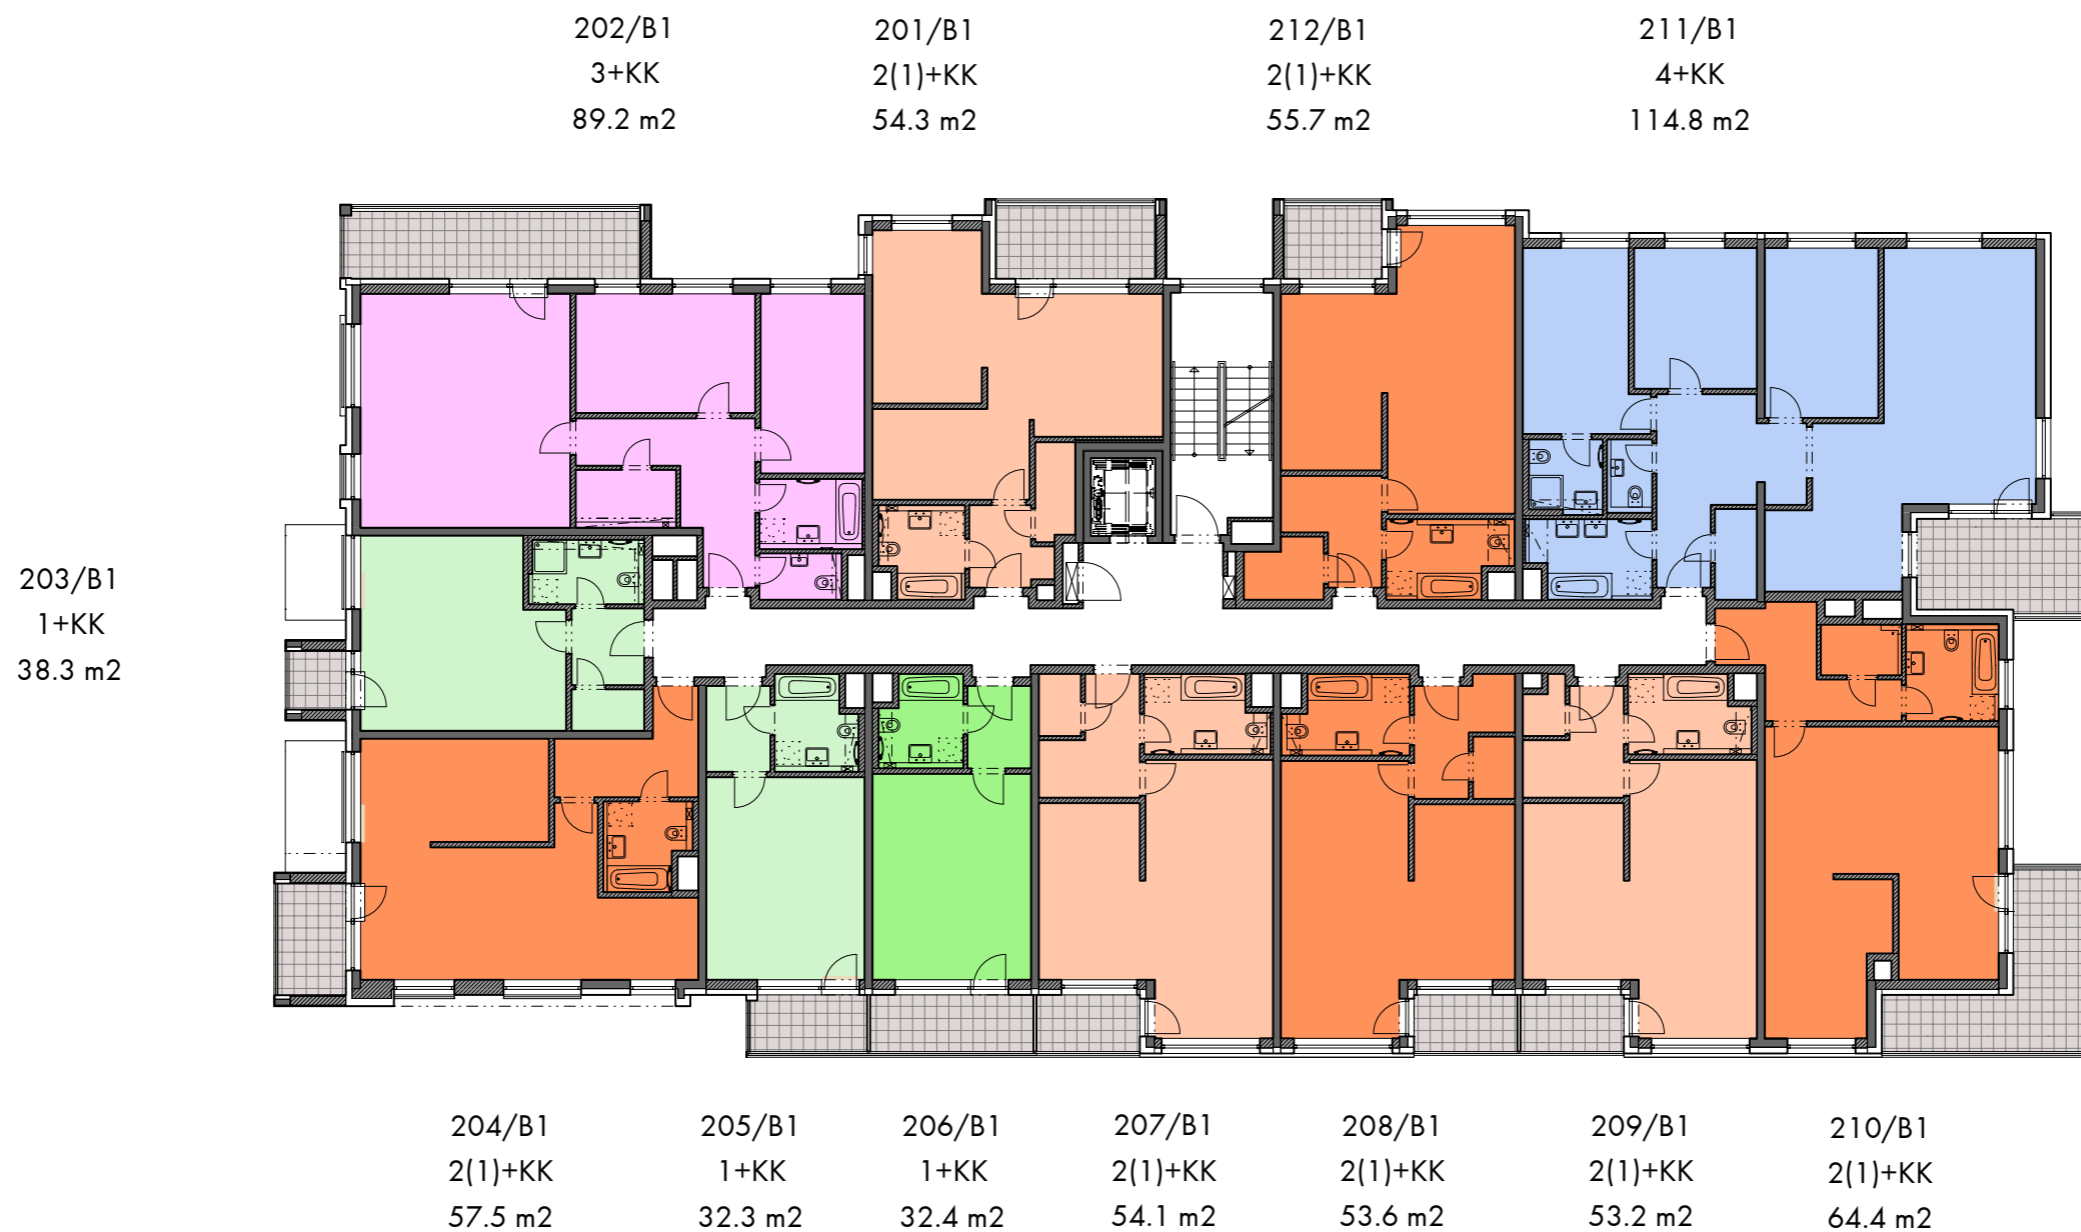 202/B1
3+KK
89.2 m2
201/B1
2(1)+KK
54.3 m2
212/B1
2(1)+KK
55.7 m2
211/B1
4+KK
114.8 m2
203/B1
1+KK
38.3 m2
204/B1
2(1)+KK
57.5 m2
205/B1
1+KK
32.3 m2
206/B1
1+KK
32.4 m2
207/B1
2(1)+KK
54.1 m2
208/B1
2(1)+KK
53.6 m2
209/B1
2(1)+KK
53.2 m2
210/B1
2(1)+KK
64.4 m2